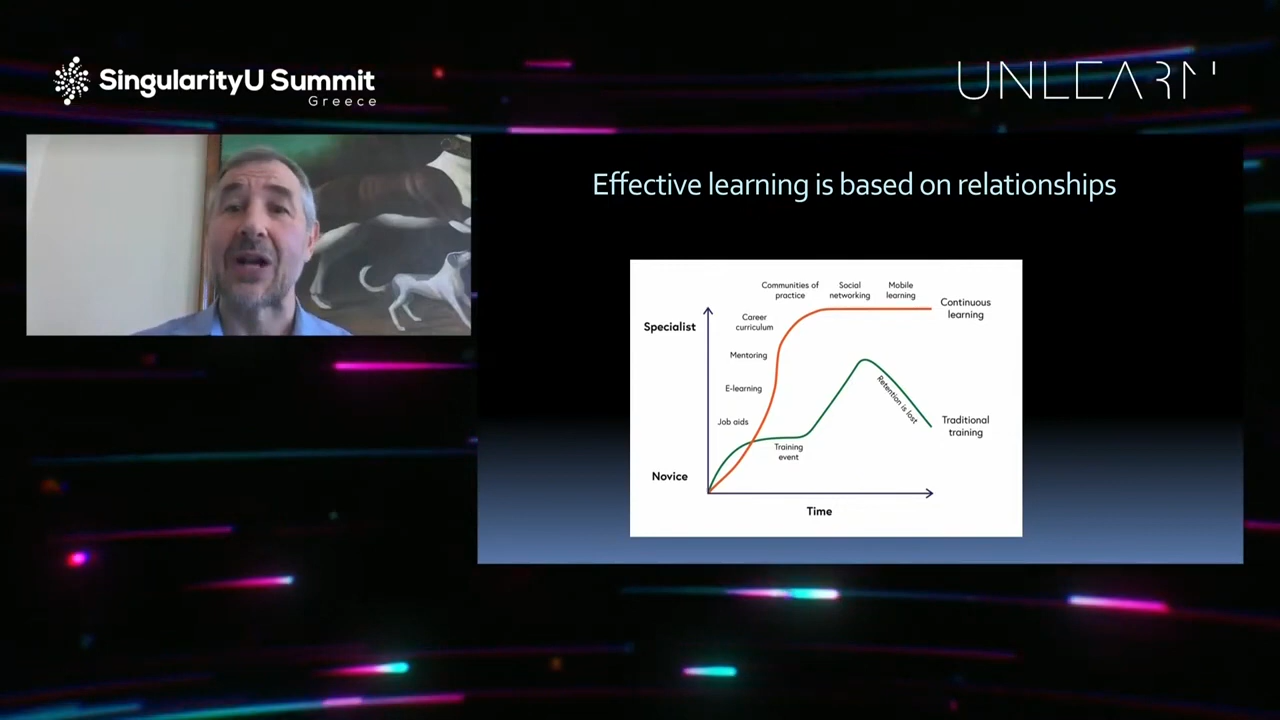 SingularityU Summit
Greece
UNLEARN
Effective learning is based on relationships
Communities of
practice
Social
networking
Mobile
learning
Continuous
learning
Career
curriculum
Specialist
Mentoring
E-learning
Job aids
Retention is lost
Traditional
training
Training
event
Novice
Time